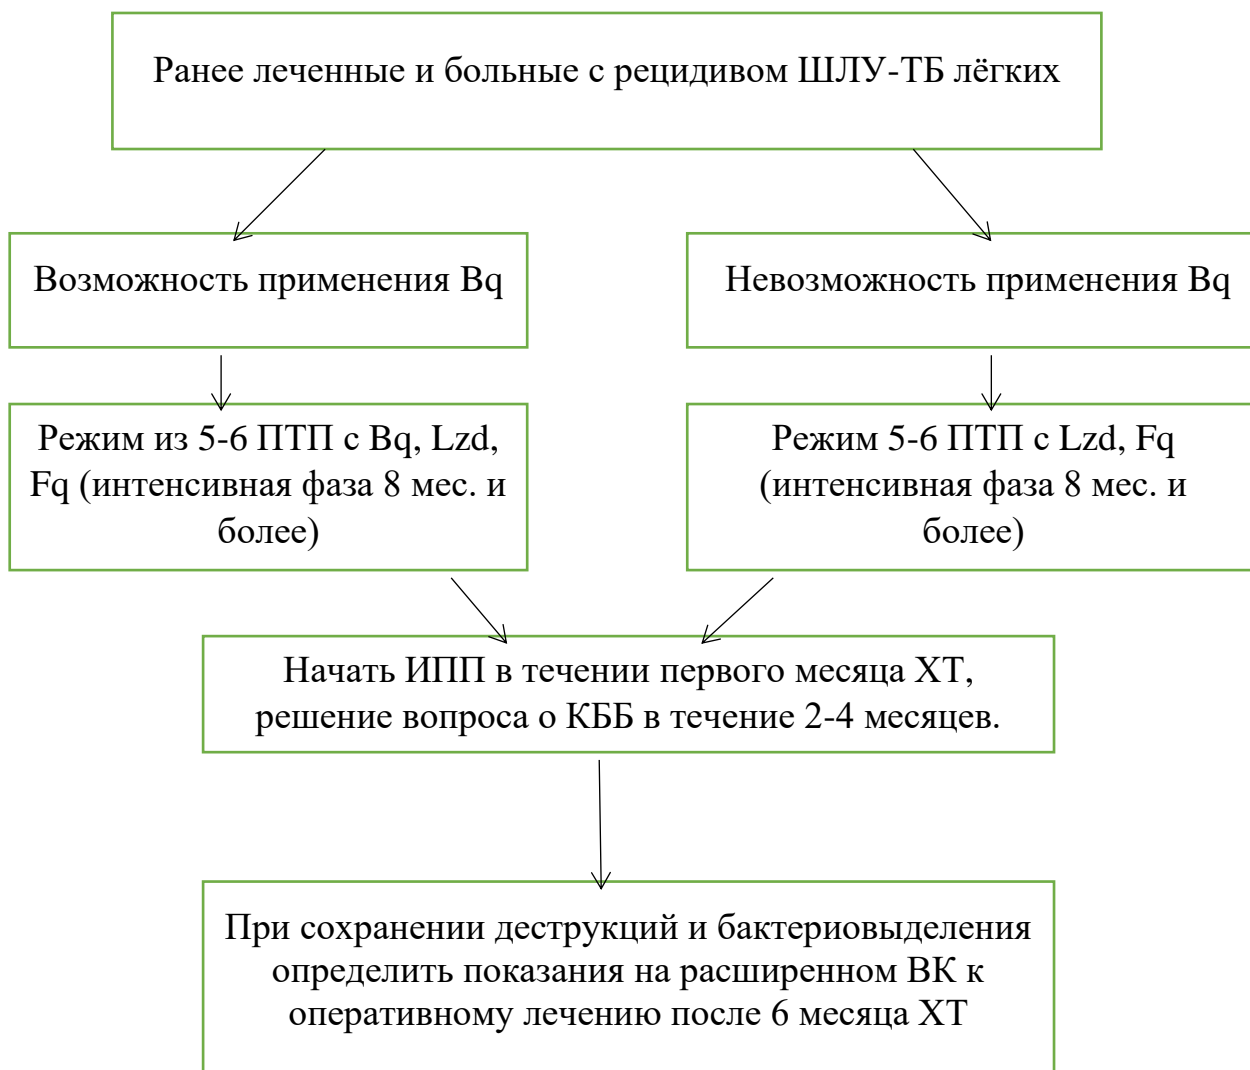 Ранее леченные и больные с рецидивом ШЛУ-ТБ лёгких
Возможность применения Bq
Невозможность применения Bq
Режим из 5-6 ПТП с Bq, Lzd,
Fq (интенсивная фаза 8 мес. и
более)
Режим 5-6 ПТП с Lzd, Fq
(интенсивная фаза 8 мес. и
более)
Начать ИПП в течении первого месяца ХТ,
решение вопроса о КББ в течение 2-4 месяцев.
При сохранении деструкций и бактериовыделения
определить показания на расширенном ВК к
оперативному лечению после 6 месяца ХТ